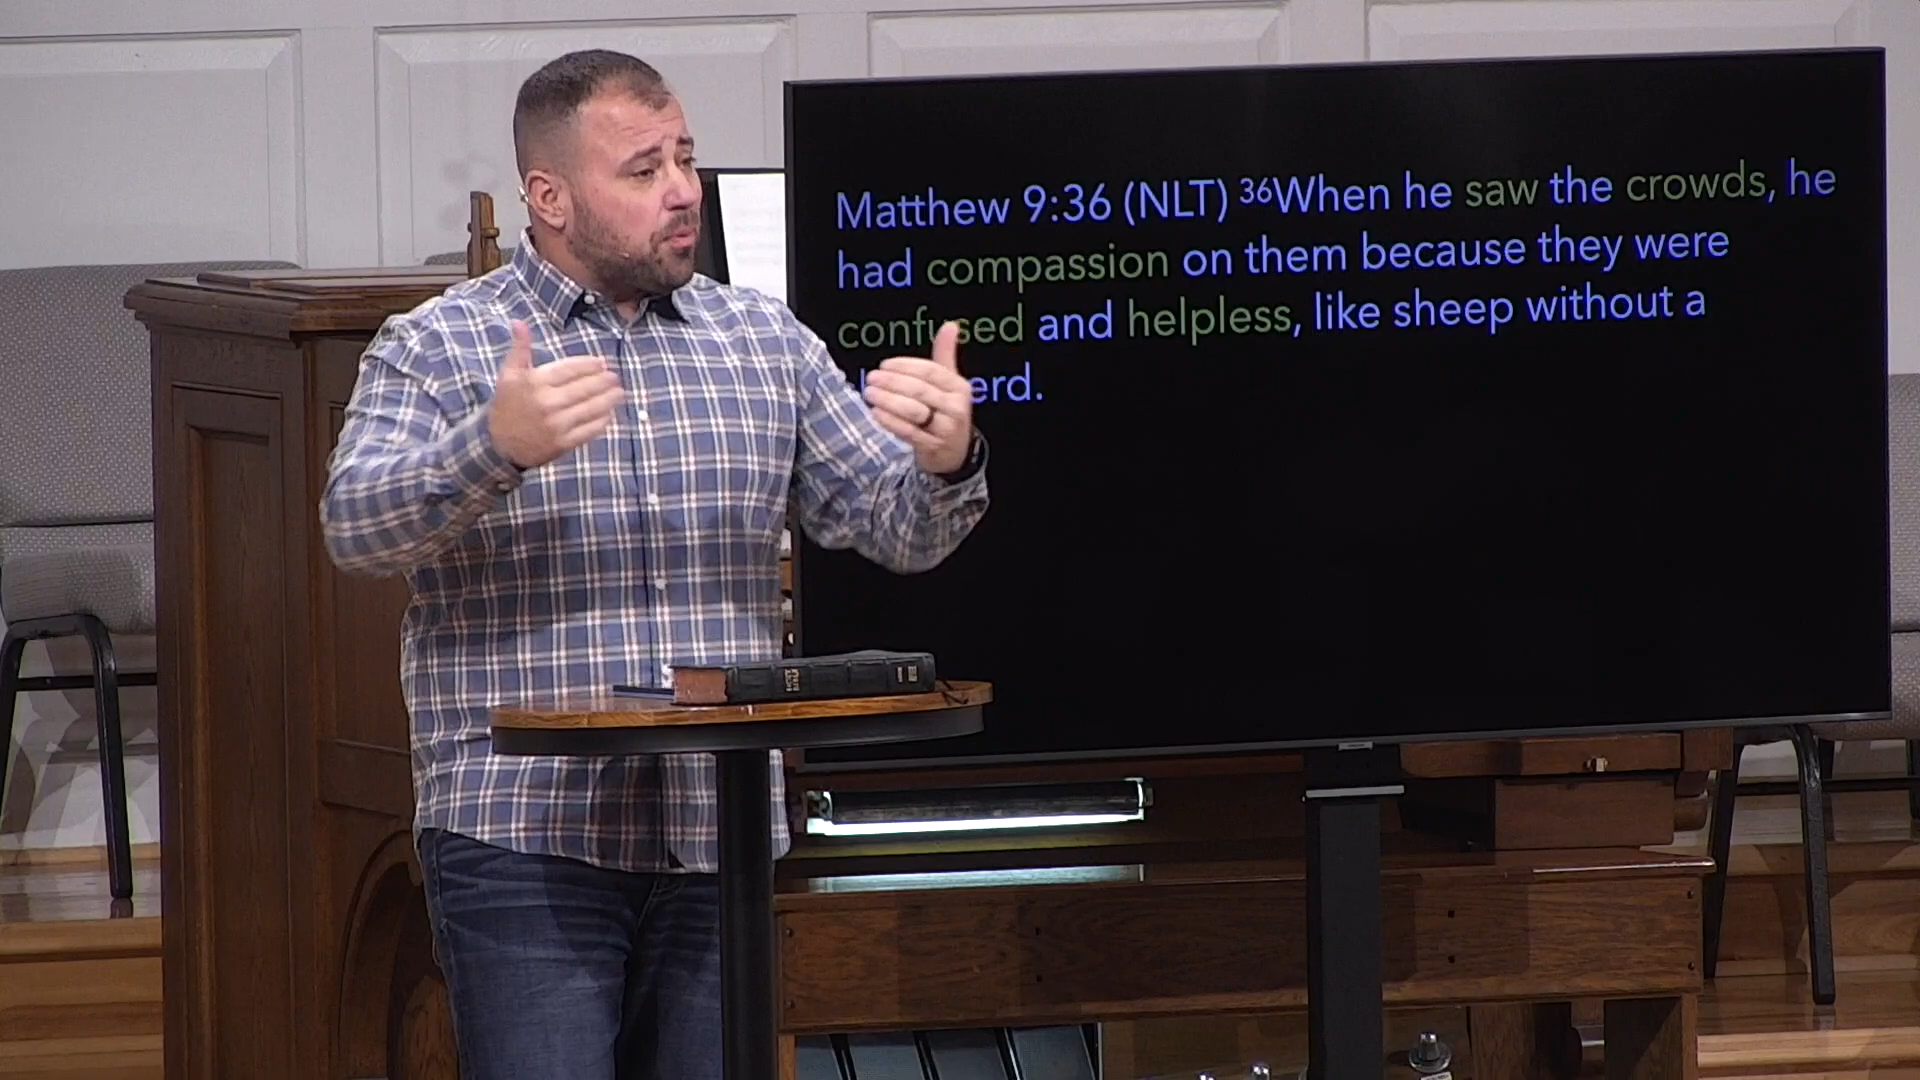 Matthew 9:36 (NLT) ³⁶When he saw the crowds, he
had compassion on them because they were
confused and helpless, like sheep without a
erd.